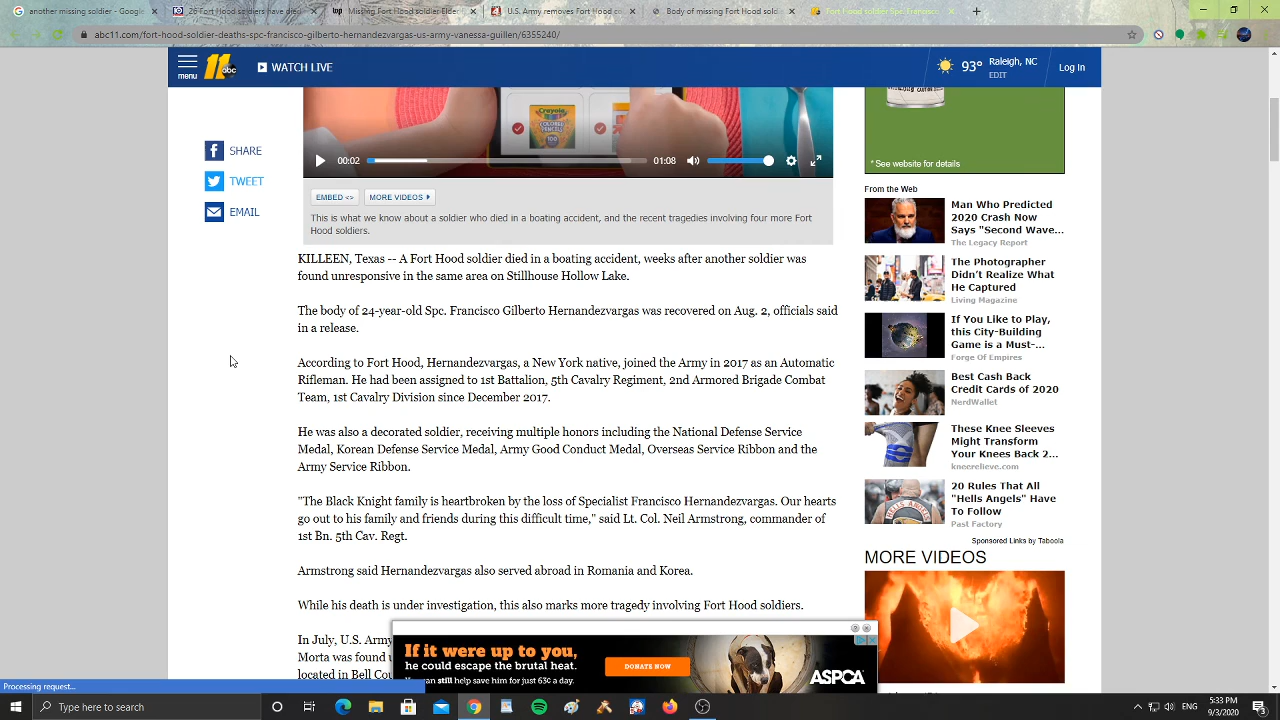 another missing soldier - Google
26 Fort Hood soldiers have died
Missing Fort Hood soldier Elder
U.S. Army removes Fort Hood co
Body of missing Fort Hood soldi
Fort Hood soldier Spc. Francisco
abc11.com/fort-hood-soldier-deaths-spc-francisco-gilberto-hernandezvargas-us-army-vanessa-guillen/6355240/
menu
11 abc
WATCH LIVE
93°
Raleigh, NC
EDIT
Log In
SHARE
TWEET
EMAIL
Crayola
COLORED PENCILS
100
00:02
01:08
EMBED <>
MORE VIDEOS
This is what we know about a soldier who died in a boating accident, and the recent tragedies involving four more Fort
Hood soldiers.
KILLEEN, Texas -- A Fort Hood soldier died in a boating accident, weeks after another soldier was
found unresponsive in the same area on Stillhouse Hollow Lake.
The body of 24-year-old Spc. Francisco Gilberto Hernandezvargas was recovered on Aug. 2, officials said
in a release.
According to Fort Hood, Hernandezvargas, a New York native, joined the Army in 2017 as an Automatic
Rifleman. He had been assigned to 1st Battalion, 5th Cavalry Regiment, 2nd Armored Brigade Combat
Team, 1st Cavalry Division since December 2017.
He was also a decorated soldier, receiving multiple honors including the National Defense Service
Medal, Korean Defense Service Medal, Army Good Conduct Medal, Overseas Service Ribbon and the
Army Service Ribbon.
"The Black Knight family is heartbroken by the loss of Specialist Francisco Hernandezvargas. Our hearts
go out to his family and friends during this difficult time," said Lt. Col. Neil Armstrong, commander of
1st Bn. 5th Cav. Regt.
Armstrong said Hernandezvargas also served abroad in Romania and Korea.
While his death is under investigation, this also marks more tragedy involving Fort Hood soldiers.
In July, U.S. Army
Morta was found u
located in Bell Cou
* See website for details
From the Web
Man Who Predicted
2020 Crash Now
Says "Second Wave...
The Legacy Report
The Photographer
Didn't Realize What
He Captured
Living Magazine
If You Like to Play,
this City-Building
Game is a Must-...
Forge Of Empires
Best Cash Back
Credit Cards of 2020
NerdWallet
These Knee Sleeves
Might Transform
Your Knees Back 2...
kneerelieve.com
20 Rules That All
"Hells Angels" Have
To Follow
Past Factory
HELLS ANGELS
Sponsored Links by Taboola
MORE VIDEOS
If it were up to you,
he could escape the brutal heat.
You can still help save him for just 63¢ a day.
DONATE NOW
ASPCA
Processing request...
Type here to search
5:33 PM
9/3/2020